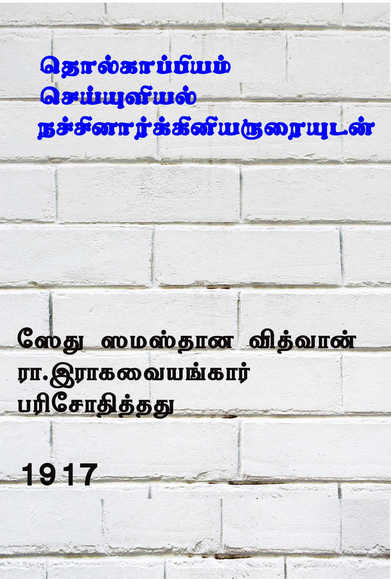 தொல்காப்பியம்
செய்யுளியல்
நச்சினார்க்கினியருரையுடன்
ஸேது ஸமஸ்தான வித்வான்
ரா.இராகவையங்கார்
பரிசோதித்தது
1917